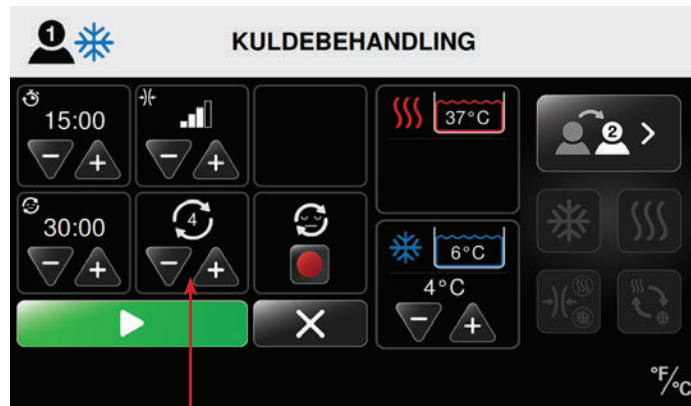 1 KULDEBEHANDLING
15:00
37°C
2
30:00
4
6°C
4°C
°F/°C